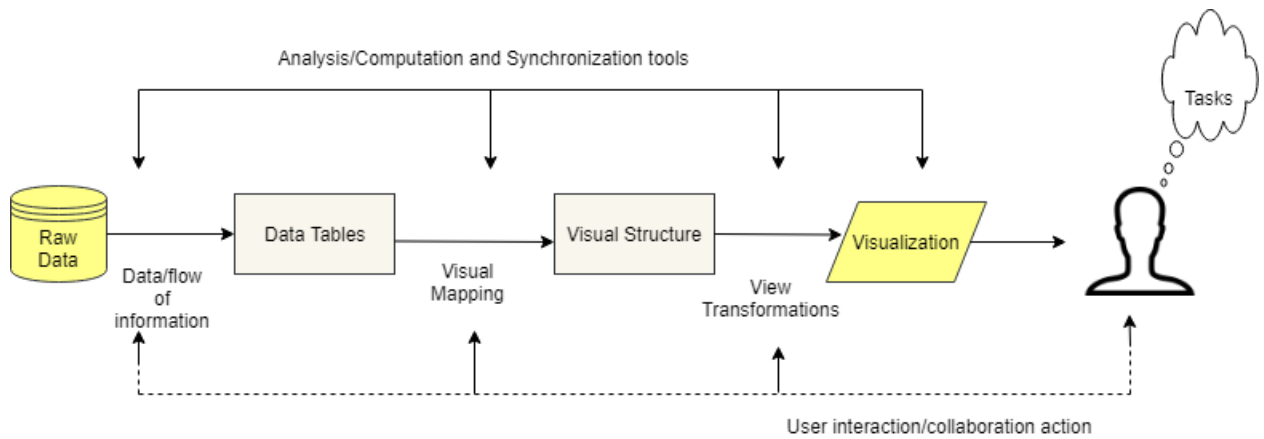 Analysis/Computation and Synchronization tools
Tasks
Raw
Data
Data Tables
Visual Structure
Visualization
Data/flow
of
information
Visual
Mapping
View
Transformations
User interaction/collaboration action